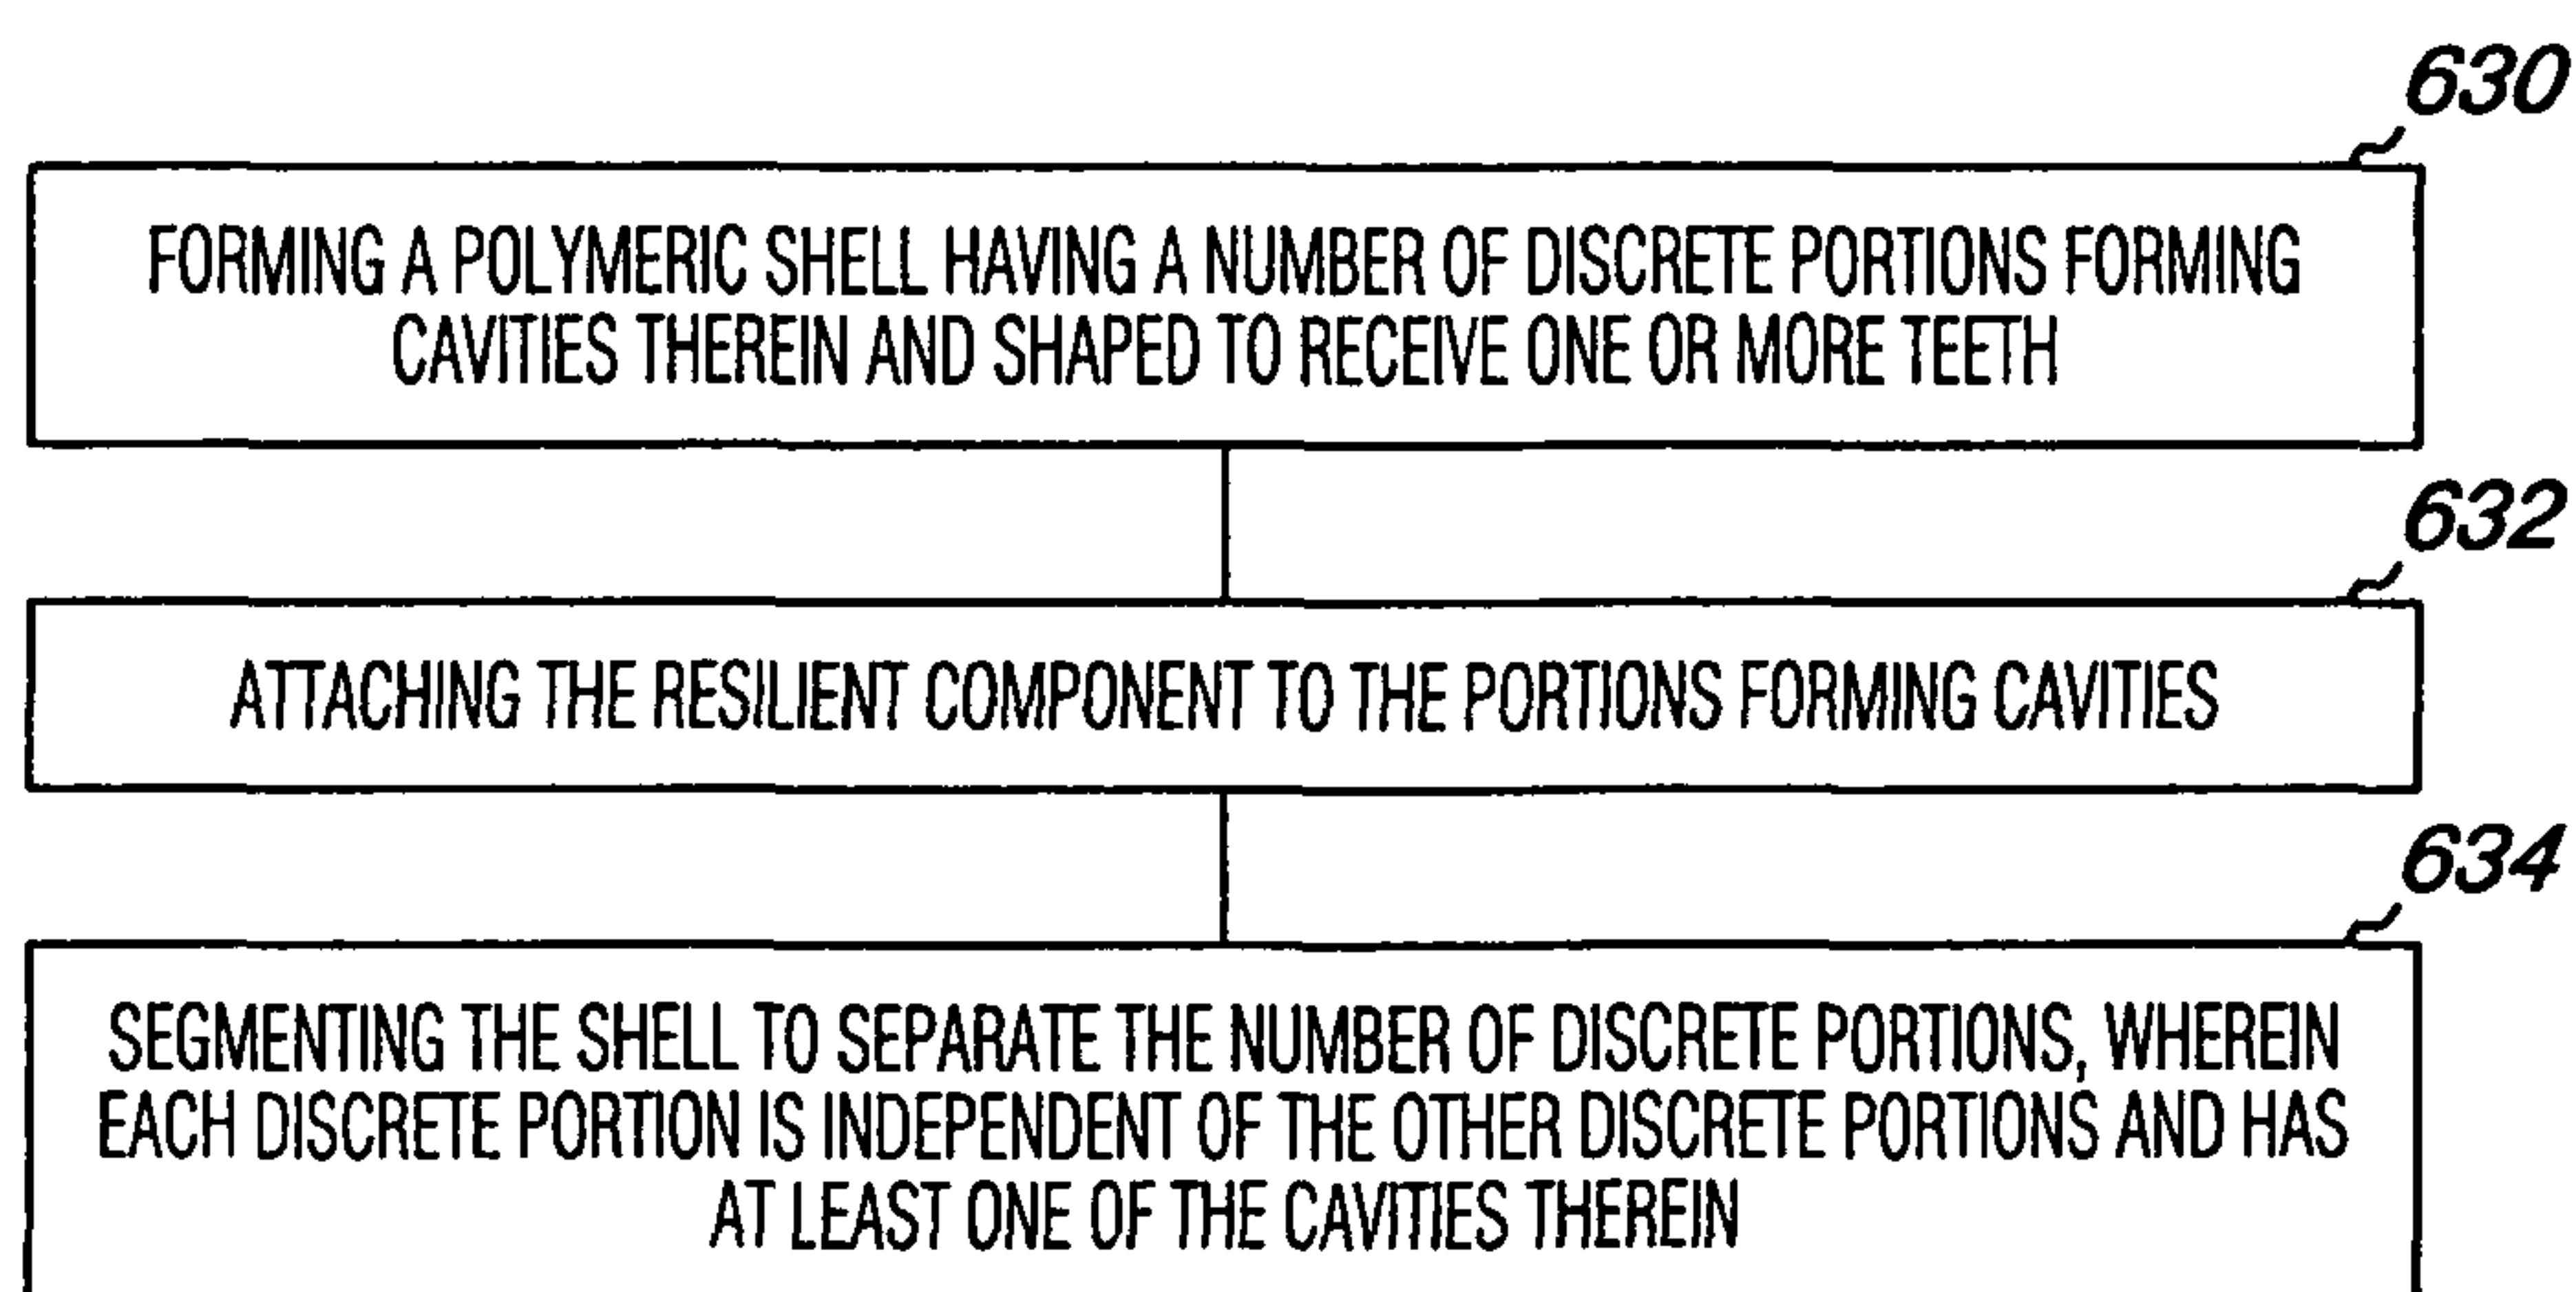 630
FORMING A POLYMERIC SHELL HAVING A NUMBER OF DISCRETE PORTIONS FORMING
CAVITIES THEREIN AND SHAPED TO RECEIVE ONE OR MORE TEETH
632
ATTACHING THE RESILIENT COMPONENT TO THE PORTIONS FORMING CAVITIES
634
SEGMENTING THE SHELL TO SEPARATE THE NUMBER OF DISCRETE PORTIONS, WHEREIN
EACH DISCRETE PORTION IS INDEPENDENT OF THE OTHER DISCRETE PORTIONS AND HAS
AT LEAST ONE OF THE CAVITIES THEREIN